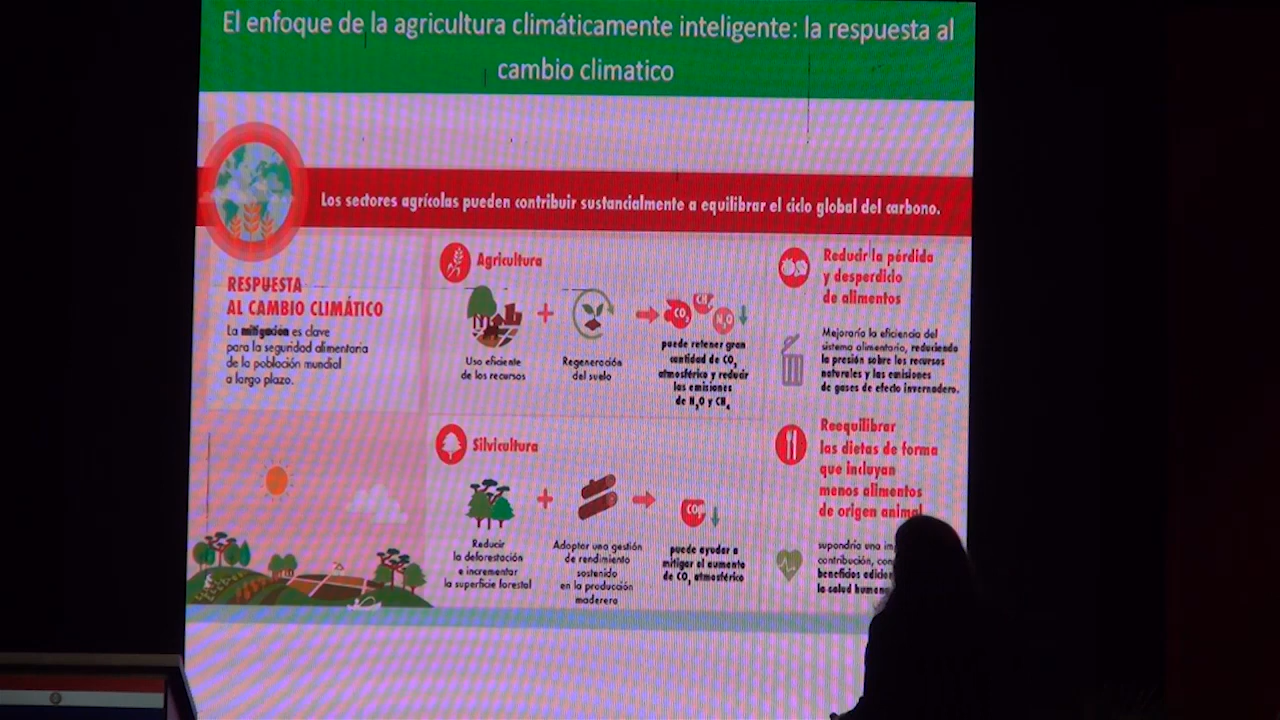 El enfoque de la agricultura climáticamente inteligente: la respuesta al
cambio climatico
Los sectores agrícolas pueden contribuir sustancialmente a equilibrar el ciclo global del carbono.
RESPUESTA
AL CAMBIO CLIMÁTICO
La mitigación es clave
para la seguridad alimentaria
de la población mundial
a largo plazo.
Agricultura
Uso eficiente
de los recursos
Regeneración
del suelo
CO₂
CH₄
N₂O
puede retener gran
cantidad de CO₂
atmosférico y reducir
las emisiones
de N₂O y CH₄
Silvicultura
Reducir
la deforestación
e incrementar
la superficie forestal
Adoptar una gestión
de rendimiento
sostenido
en la producción
maderera
CO₂
puede ayudar a
mitigar el aumento
de CO₂ atmosférico
Reducir la pérdida
y desperdicio
de alimentos
Mejoraría la eficiencia del
sistema alimentario, reduciendo
la presión sobre los recursos
naturales y las emisiones
de gases de efecto invernadero.
Reequilibrar
las dietas de forma
que incluyan
menos alimentos
de origen animal
supondría una
contribución,
beneficios
la salud